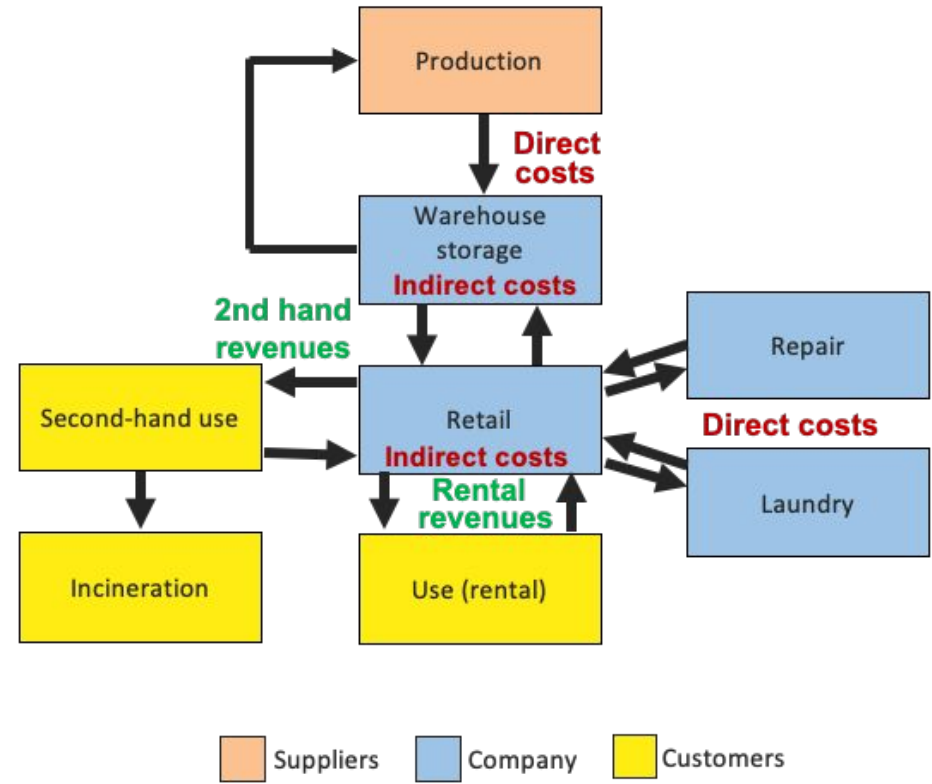 Production
Direct
costs
Warehouse
storage
Indirect costs
2nd hand
revenues
Repair
Second-hand use
Retail
Indirect costs
Direct costs
Rental
revenues
Laundry
Incineration
Use (rental)
Suppliers
Company
Customers